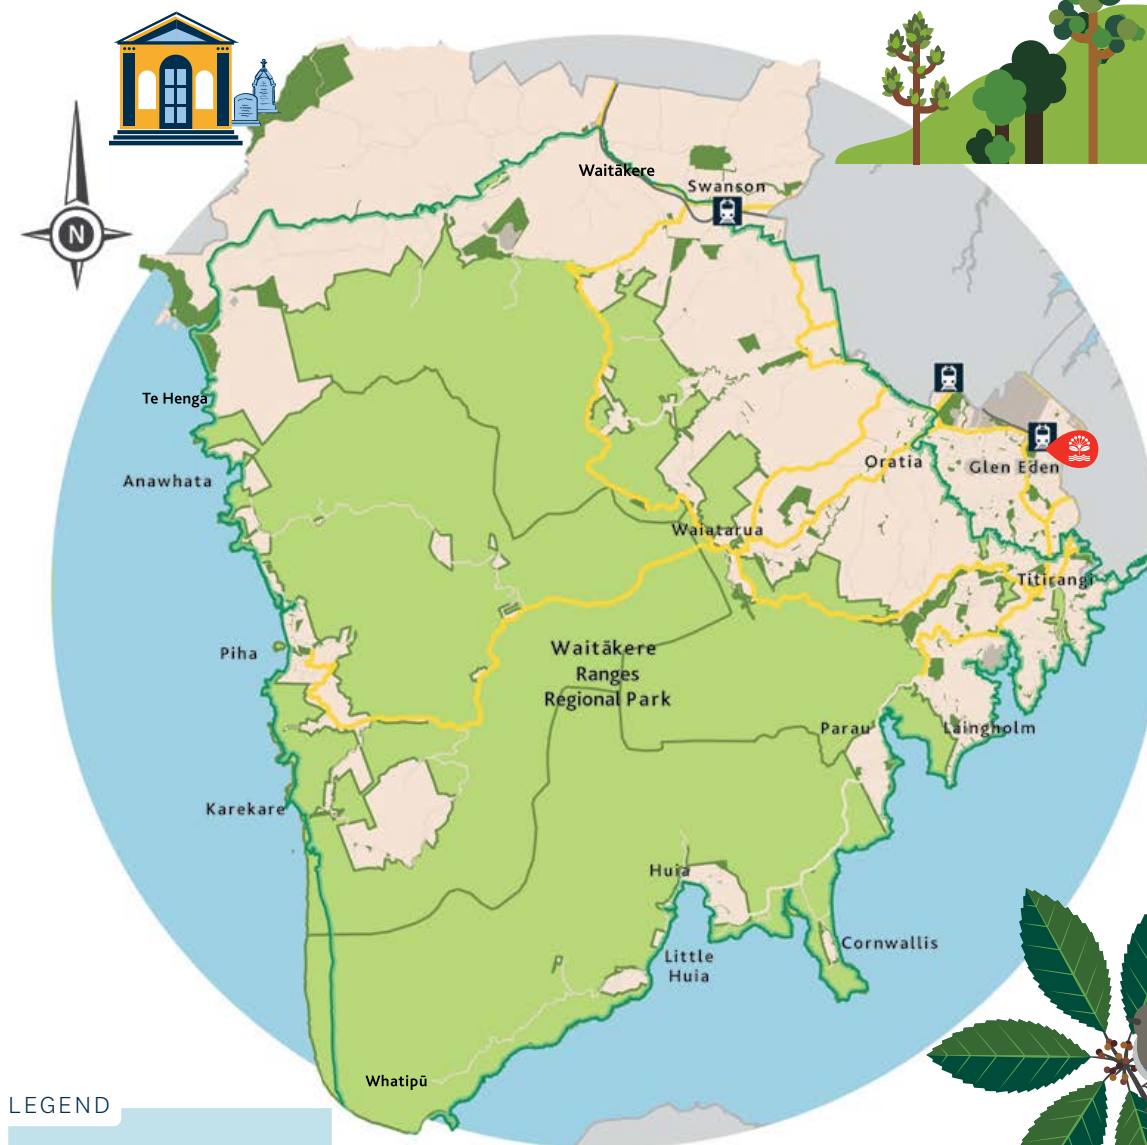 Waitākere
Swanson
N
Te Henga
Anawhata
Oratia
Glen Eden
Waiatarua
Titirangi
Piha
Waitākere
Ranges
Regional Park
Parau
Laingholm
Karekare
Huia
Cornwallis
Little
Huia
Whatipū
LEGEND